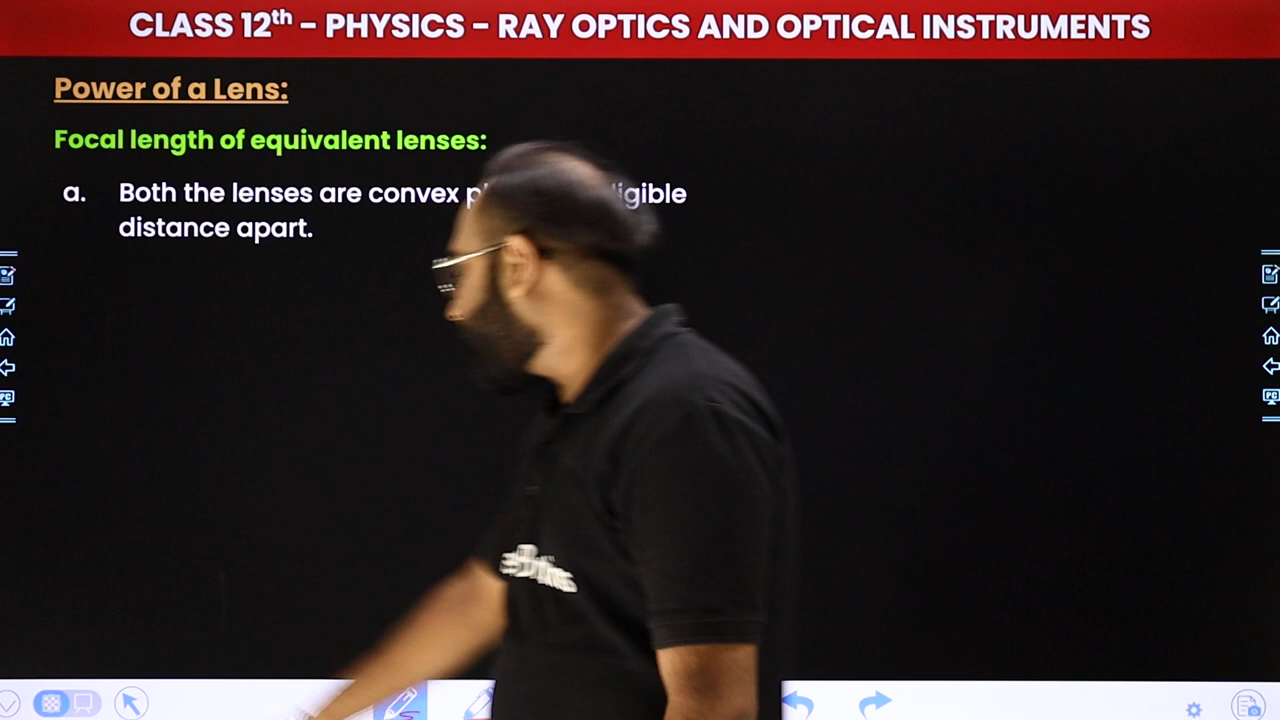 CLASS 12th – PHYSICS – RAY OPTICS AND OPTICAL INSTRUMENTS
Power of a Lens:
Focal length of equivalent lenses:
a. Both the lenses are convex
distance apart.